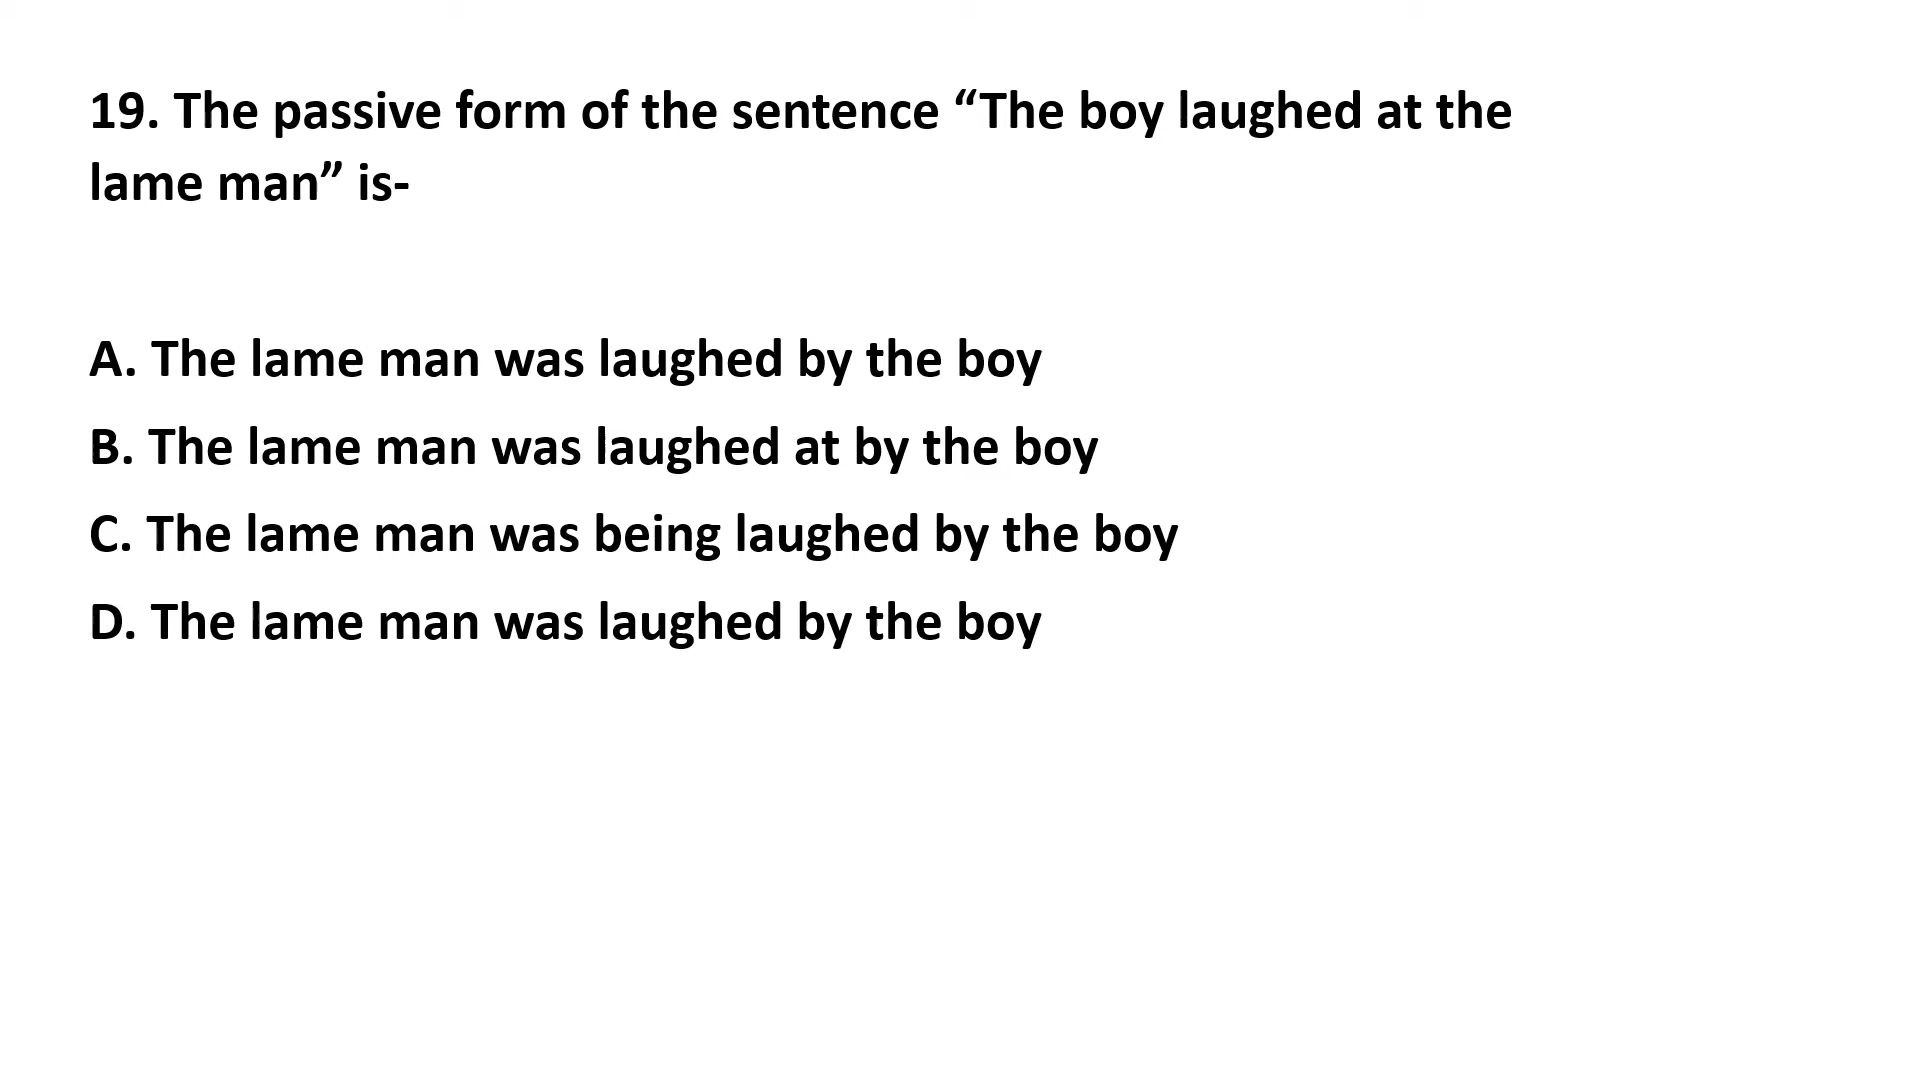 19. The passive form of the sentence “The boy laughed at the
lame man” is-
A. The lame man was laughed by the boy
B. The lame man was laughed at by the boy
C. The lame man was being laughed by the boy
D. The lame man was laughed by the boy